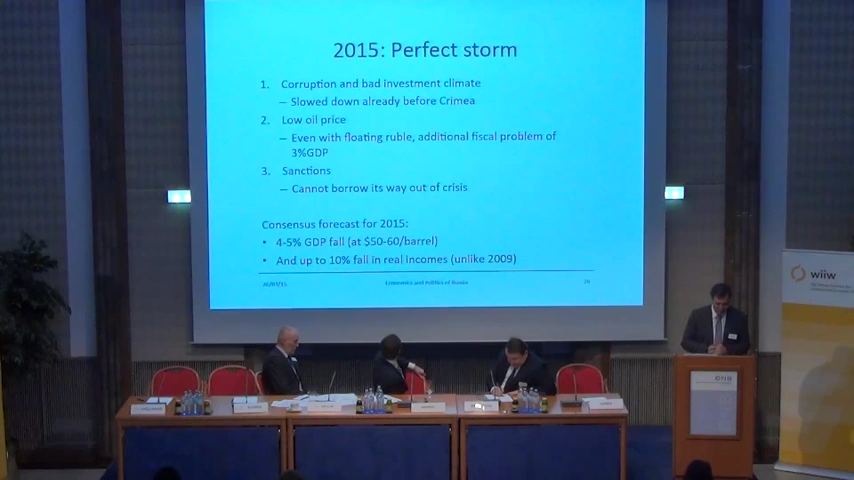 2015: Perfect storm
1. Corruption and bad investment climate
– Slowed down already before Crimea
2. Low oil price
– Even with floating ruble, additional fiscal problem of
3%GDP
3. Sanctions
– Cannot borrow its way out of crisis
Consensus forecast for 2015:
• 4-5% GDP fall (at $50-60/barrel)
• And up to 10% fall in real incomes (unlike 2009)
Economics and Politics of Russia
wiiw